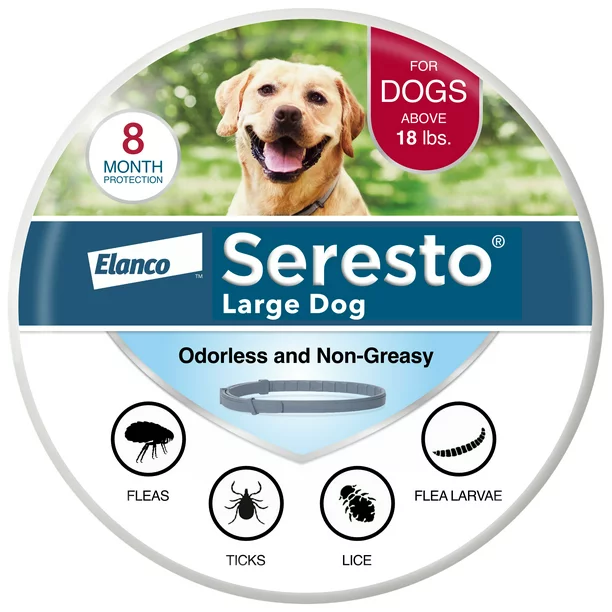 FOR
DOGS
ABOVE
18 lbs.
8
MONTH
PROTECTION
Elanco™
Seresto®
Large Dog
Odorless and Non-Greasy
FLEAS
FLEA LARVAE
TICKS
LICE